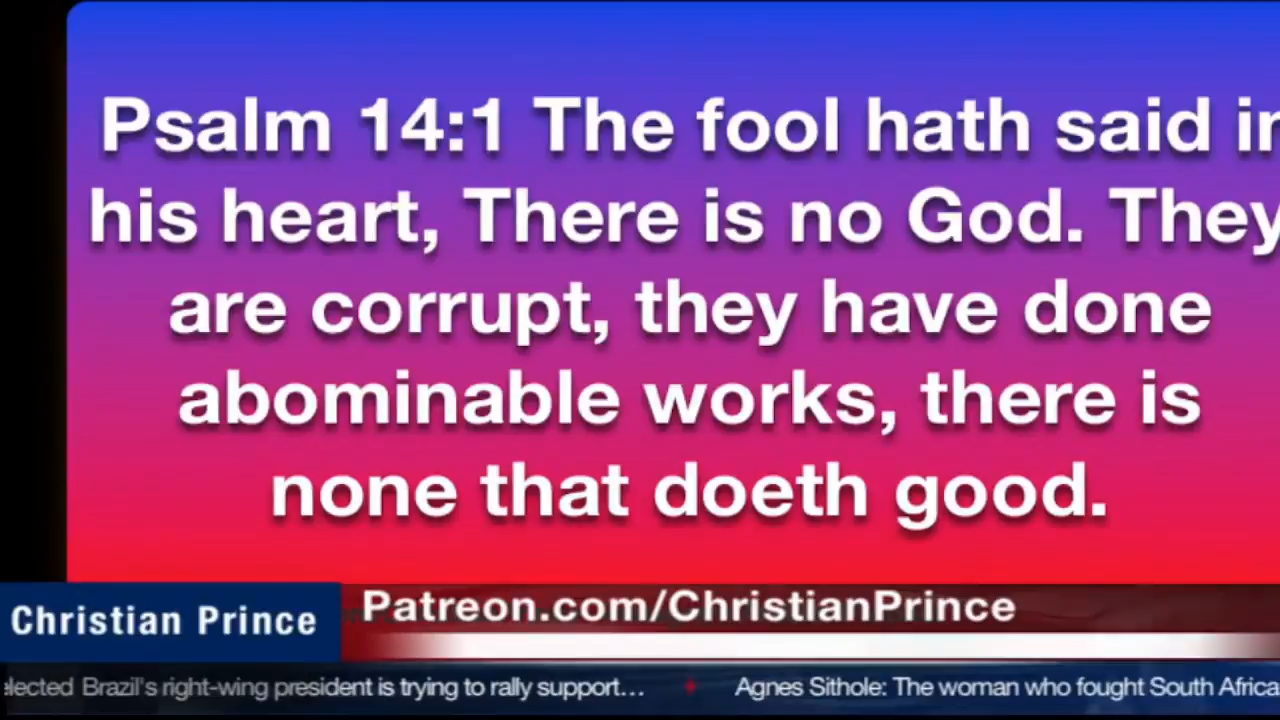 Psalm 14:1 The fool hath said in
his heart, There is no God. They
are corrupt, they have done
abominable works, there is
none that doeth good.
Christian Prince
Patreon.com/ChristianPrince
elected Brazil's right-wing president is trying to rally support... Agnes Sithole: The woman who fought South Africa